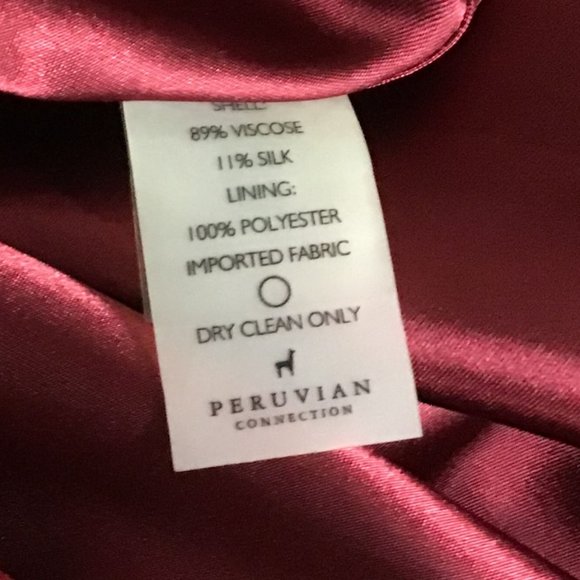 SHELL:
89% VISCOSE
11% SILK
LINING:
100% POLYESTER
IMPORTED FABRIC
DRY CLEAN ONLY
PERUVIAN
CONNECTION